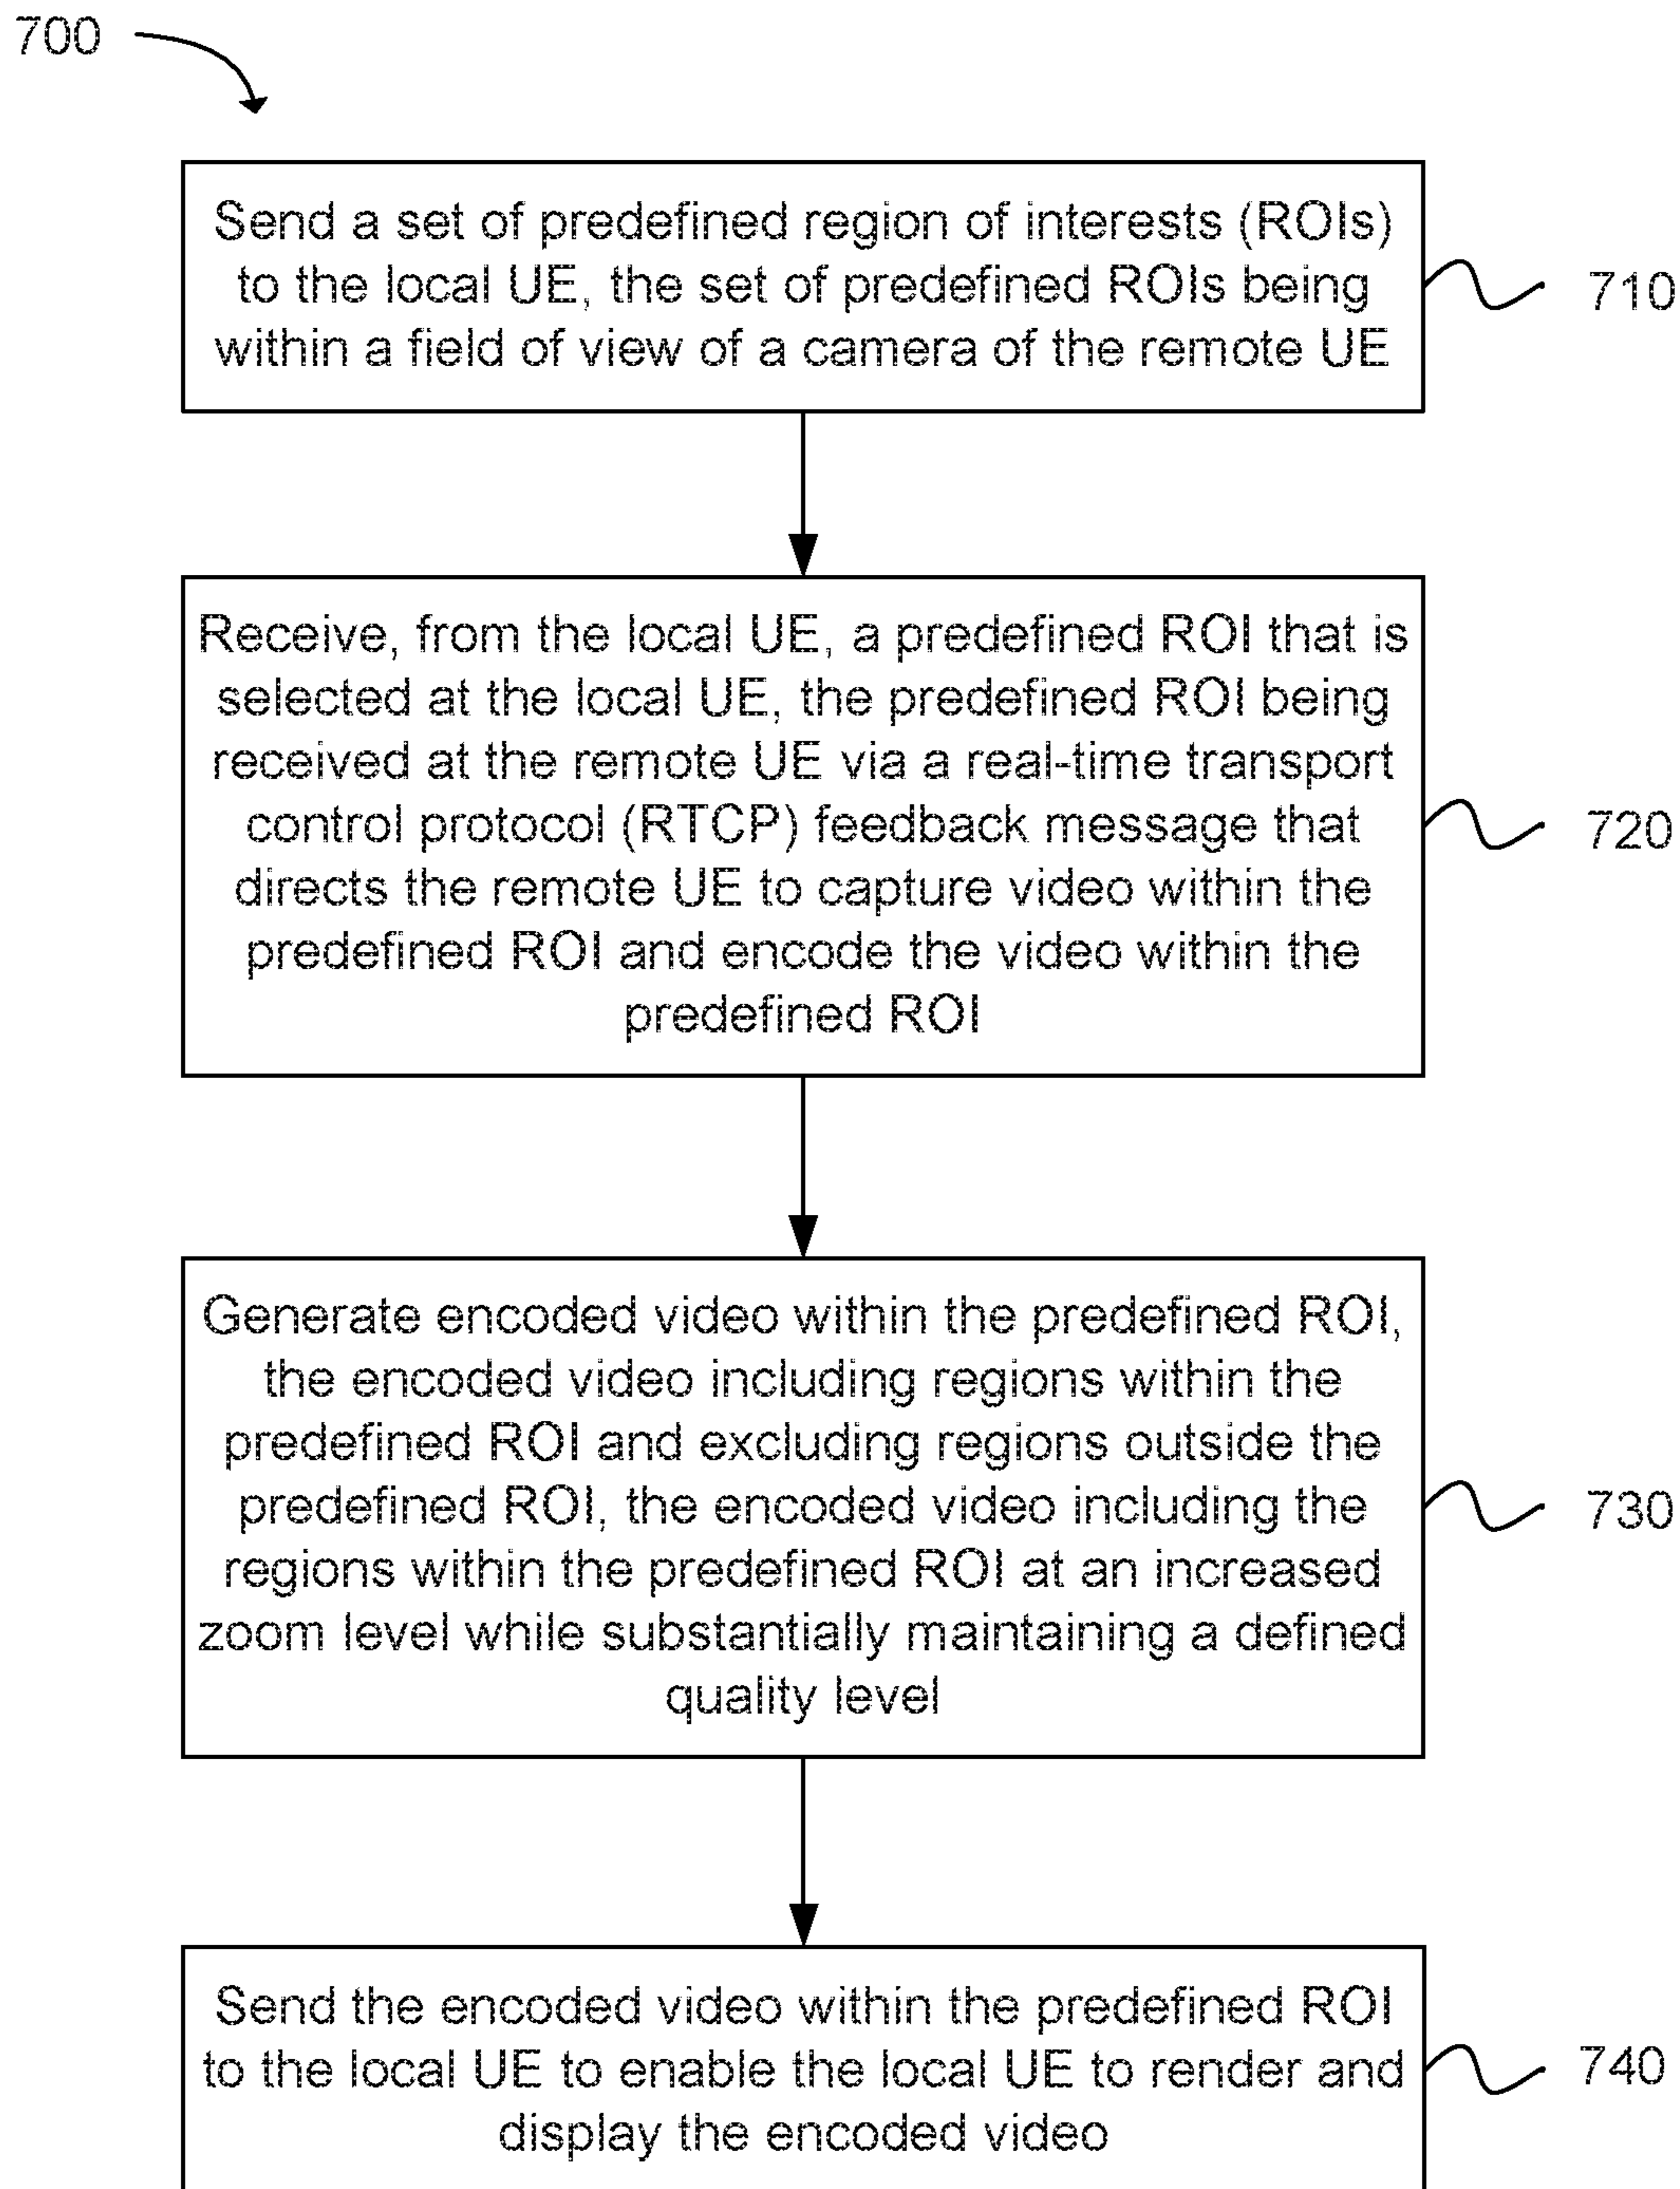 700
Send a set of predefined region of interests (ROIs)
to the local UE, the set of predefined ROIs being
within a field of view of a camera of the remote UE
710
Receive, from the local UE, a predefined ROI that is
selected at the local UE, the predefined ROI being
received at the remote UE via a real-time transport
control protocol (RTCP) feedback message that
directs the remote UE to capture video within the
predefined ROI and encode the video within the
predefined ROI
720
Generate encoded video within the predefined ROI,
the encoded video including regions within the
predefined ROI and excluding regions outside the
predefined ROI, the encoded video including the
regions within the predefined ROI at an increased
zoom level while substantially maintaining a defined
quality level
730
Send the encoded video within the predefined ROI
to the local UE to enable the local UE to render and
display the encoded video
740